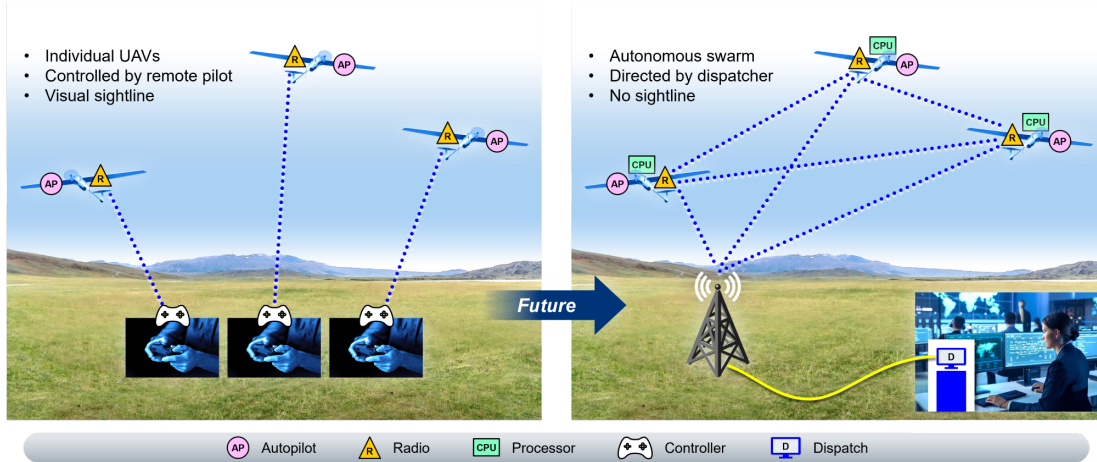 • Individual UAVs
• Controlled by remote pilot
• Visual sightline
R
AP
R
AP
AP
R
Future
• Autonomous swarm
• Directed by dispatcher
• No sightline
CPU
R
AP
CPU
R
AP
CPU
AP
R
D
AP Autopilot
R Radio
CPU Processor
Controller
D Dispatch